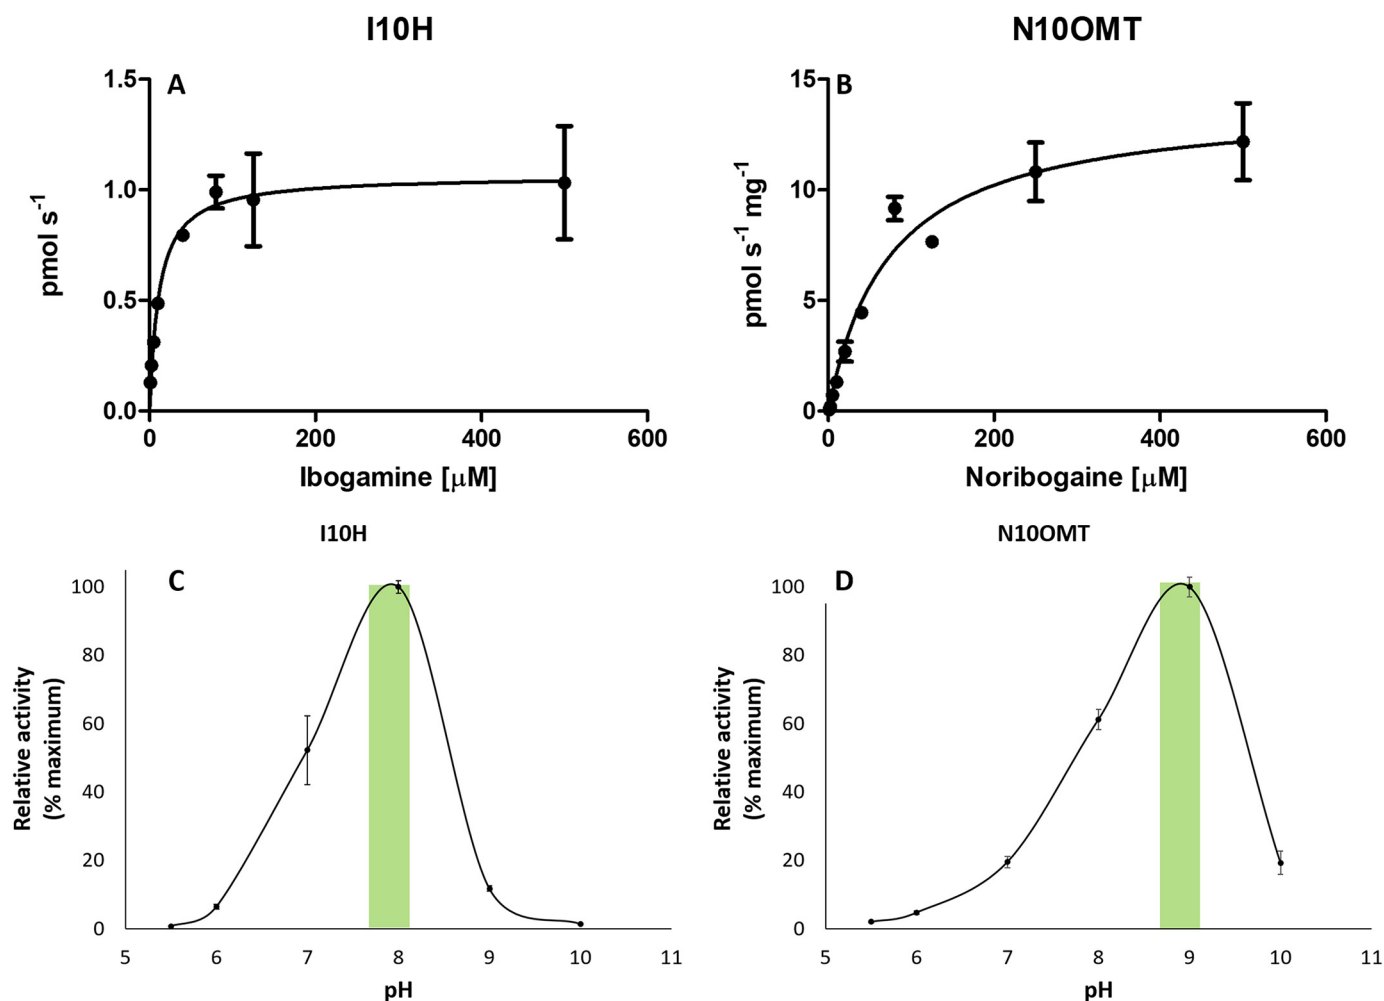 I10H
A
1.5
1.0
0.5
0.0
pmol s-1
0 200 400 600
Ibogamine [μM]
N10OMT
B
15
10
5
0
pmol s-1 mg-1
0 200 400 600
Noribogaine [μM]
I10H
C
100
80
60
40
20
0
Relative activity
(% maximum)
5 6 7 8 9 10 11
pH
N10OMT
D
100
80
60
40
20
0
Relative activity
(% maximum)
5 6 7 8 9 10 11
pH